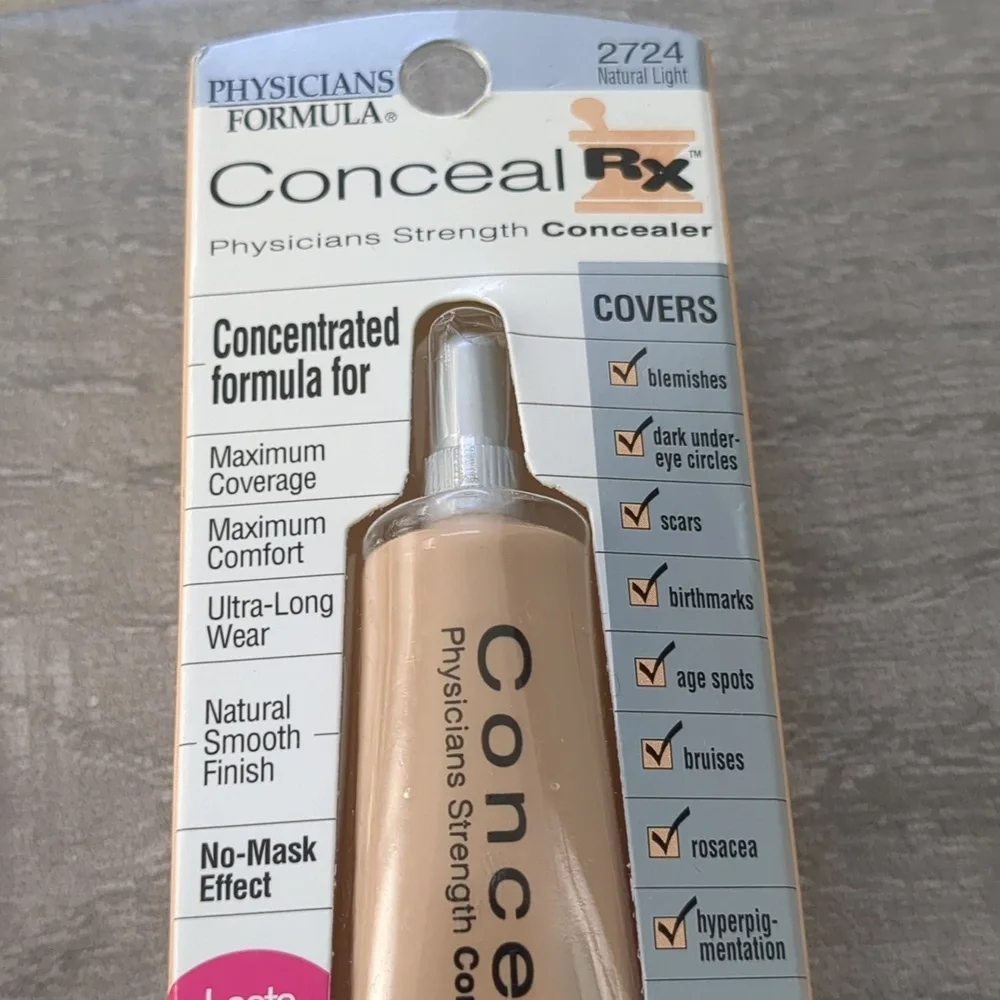 2724
Natural Light
PHYSICIANS
FORMULA®
Conceal Rx™
Physicians Strength Concealer
Concentrated
formula for
Maximum
Coverage
Maximum
Comfort
Ultra-Long
Wear
Natural
Smooth
Finish
No-Mask
Effect
COVERS
blemishes
dark under-
eye circles
scars
birthmarks
age spots
bruises
rosacea
hyperpig-
mentation
Conce
Physicians Strength Co